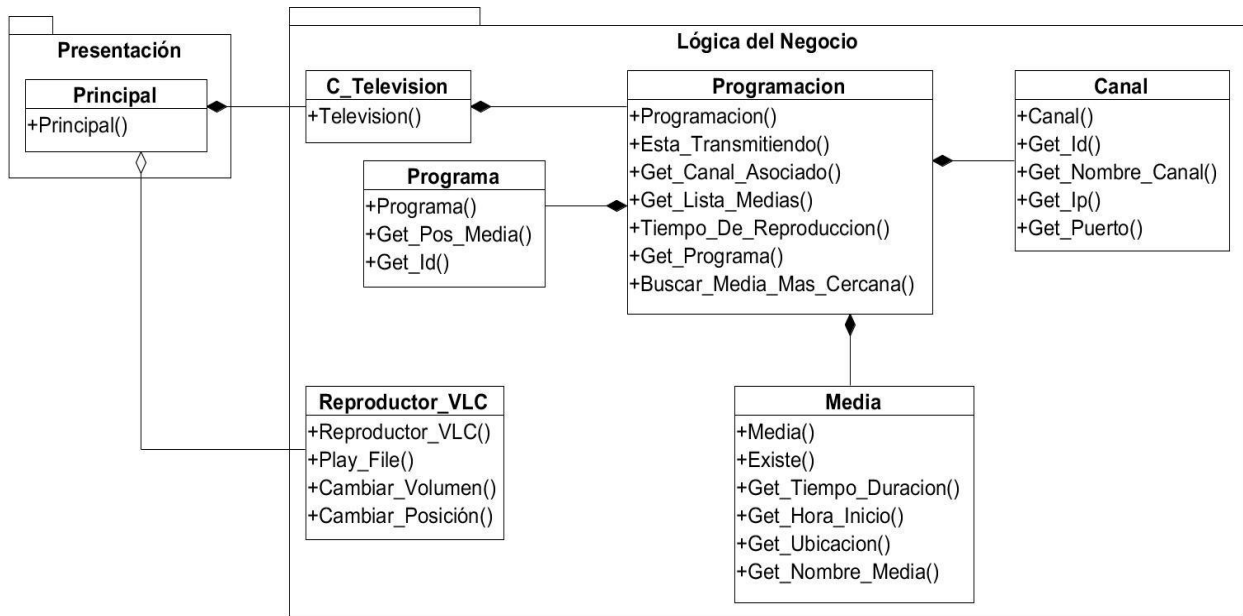 Presentación
Principal
+Principal()
Lógica del Negocio
C_Television
+Television()
Programacion
+Programacion()
+Esta_Transmitiendo()
+Get_Canal_Asociado()
+Get_Lista_Medias()
+Tiempo_De_Reproduccion()
+Get_Programa()
+Buscar_Media_Mas_Cercana()
Canal
+Canal()
+Get_Id()
+Get_Nombre_Canal()
+Get_Ip()
+Get_Puerto()
Programa
+Programa()
+Get_Pos_Media()
+Get_Id()
Reproductor_VLC
+Reproductor_VLC()
+Play_File()
+Cambiar_Volumen()
+Cambiar_Posición()
Media
+Media()
+Existe()
+Get_Tiempo_Duracion()
+Get_Hora_Inicio()
+Get_Ubicacion()
+Get_Nombre_Media()